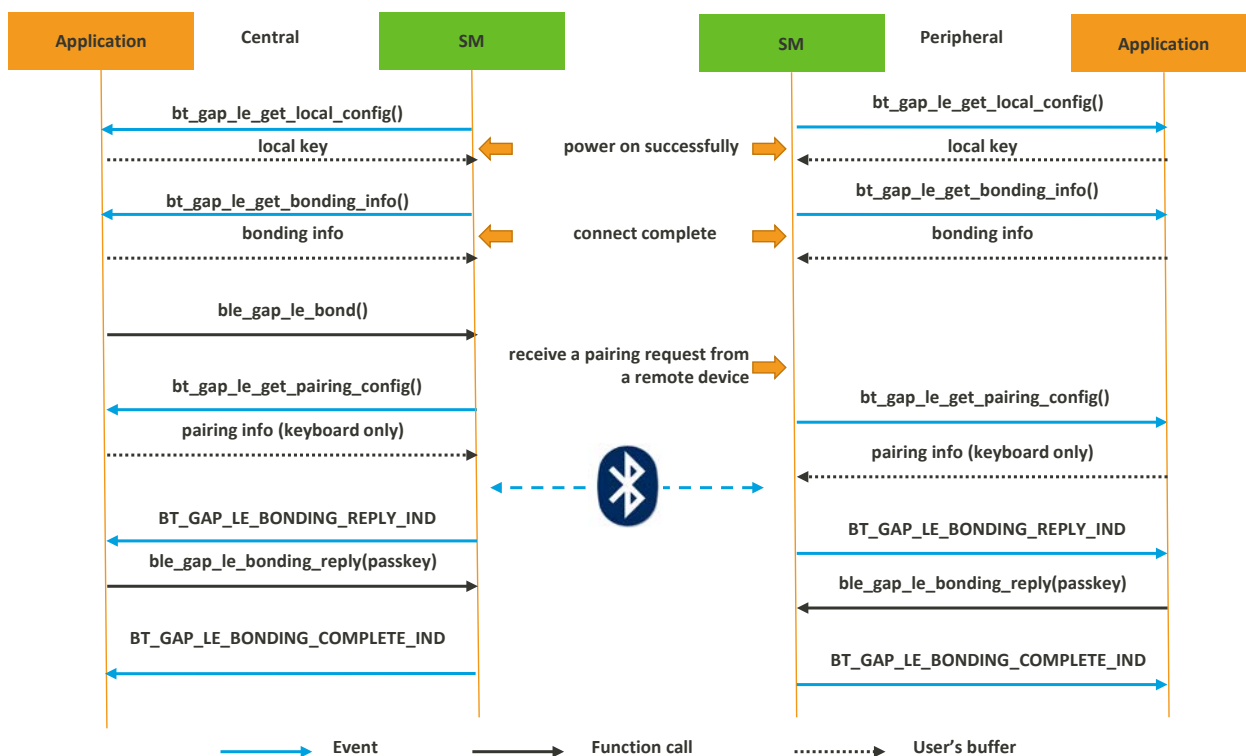 Application
Central
SM
SM
Peripheral
Application
bt_gap_le_get_local_config()
bt_gap_le_get_local_config()
local key
power on successfully
local key
bt_gap_le_get_bonding_info()
bt_gap_le_get_bonding_info()
bonding info
connect complete
bonding info
ble_gap_le_bond()
receive a pairing request from
a remote device
bt_gap_le_get_pairing_config()
bt_gap_le_get_pairing_config()
pairing info (keyboard only)
pairing info (keyboard only)
BT_GAP_LE_BONDING_REPLY_IND
BT_GAP_LE_BONDING_REPLY_IND
ble_gap_le_bonding_reply(passkey)
ble_gap_le_bonding_reply(passkey)
BT_GAP_LE_BONDING_COMPLETE_IND
BT_GAP_LE_BONDING_COMPLETE_IND
Event
Function call
User's buffer